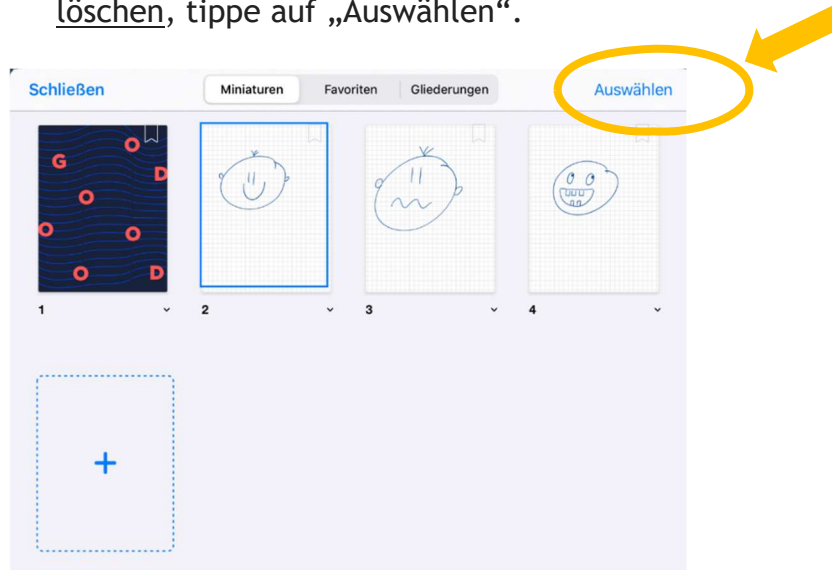 löschen, tippe auf „Auswählen“.
Schließen Miniaturen Favoriten Gliederungen Auswählen
G O D
O
O O
O D
1 2 3 4